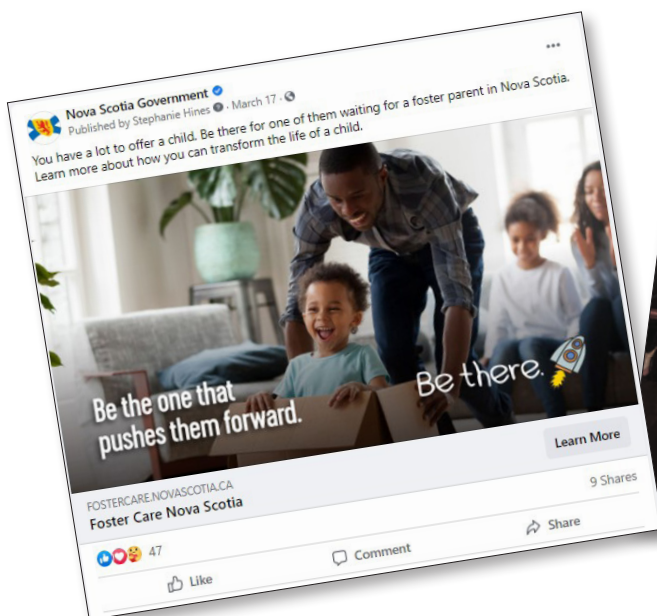 Nova Scotia Government
Published by Stephanie Hines · March 17 ·
You have a lot to offer a child. Be there for one of them waiting for a foster parent in Nova Scotia.
Learn more about how you can transform the life of a child.
Be the one that
pushes them forward.
Be there.
FOSTERCARE.NOVASCOTIA.CA
Foster Care Nova Scotia
Learn More
47
9 Shares
Like
Comment
Share